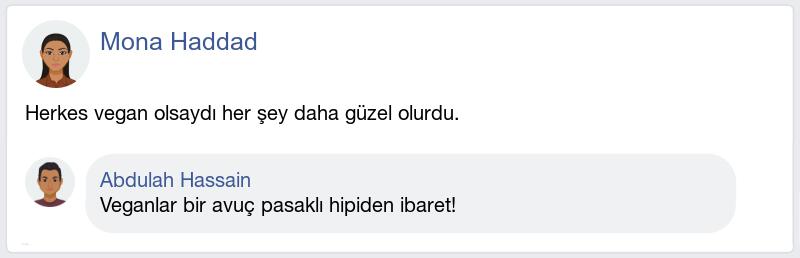 Mona Haddad
Herkes vegan olsaydı her şey daha güzel olurdu.
Abdulah Hassain
Veganlar bir avuç pasaklı hipiden ibaret!